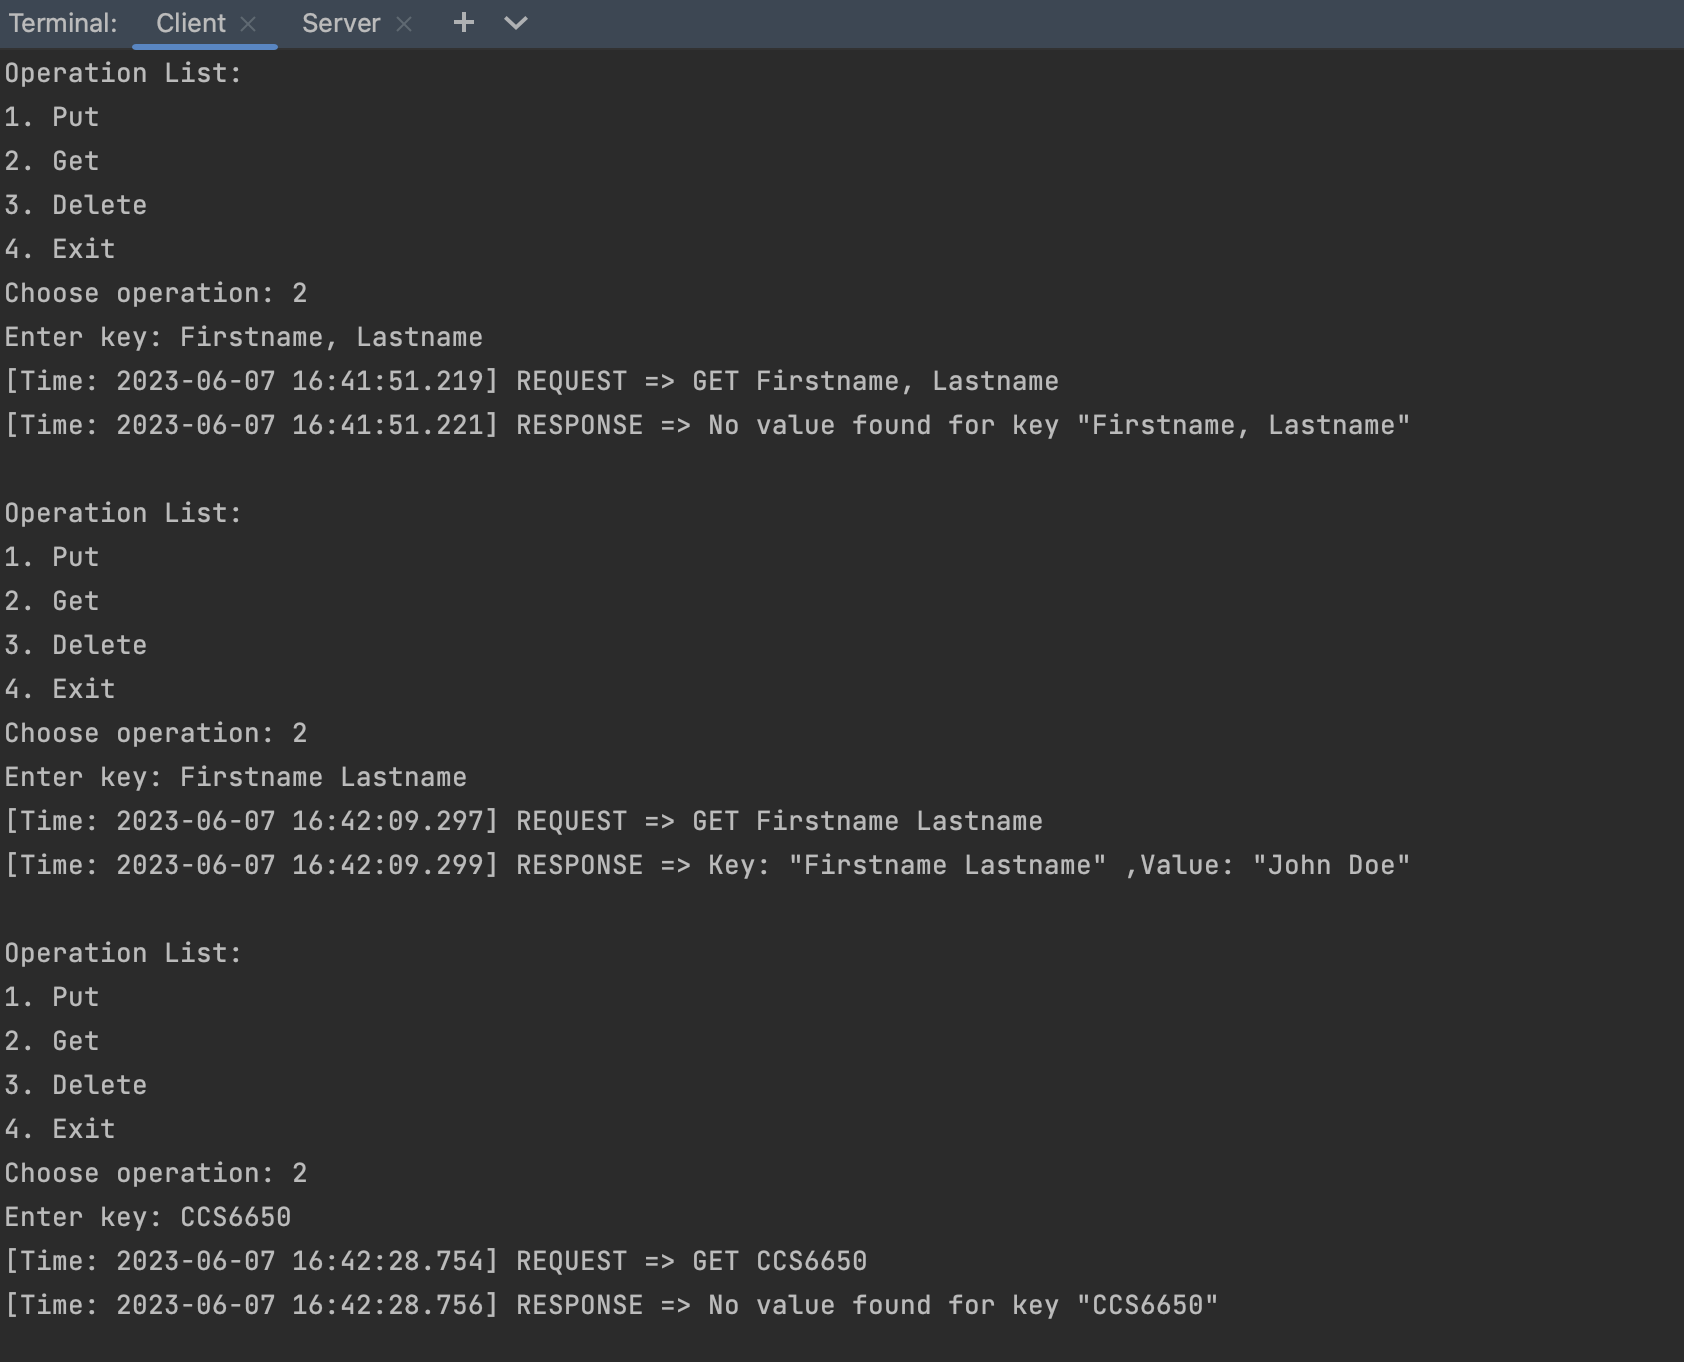 Terminal: Client Server
Operation List:
1. Put
2. Get
3. Delete
4. Exit
Choose operation: 2
Enter key: Firstname, Lastname
[Time: 2023-06-07 16:41:51.219] REQUEST => GET Firstname, Lastname
[Time: 2023-06-07 16:41:51.221] RESPONSE => No value found for key "Firstname, Lastname"
Operation List:
1. Put
2. Get
3. Delete
4. Exit
Choose operation: 2
Enter key: Firstname Lastname
[Time: 2023-06-07 16:42:09.297] REQUEST => GET Firstname Lastname
[Time: 2023-06-07 16:42:09.299] RESPONSE => Key: "Firstname Lastname" ,Value: "John Doe"
Operation List:
1. Put
2. Get
3. Delete
4. Exit
Choose operation: 2
Enter key: CCS6650
[Time: 2023-06-07 16:42:28.754] REQUEST => GET CCS6650
[Time: 2023-06-07 16:42:28.756] RESPONSE => No value found for key "CCS6650"